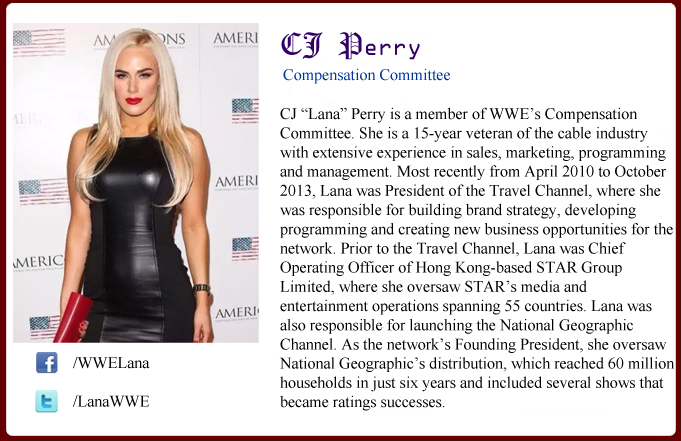 CJ Perry
Compensation Committee
CJ “Lana” Perry is a member of WWE’s Compensation
Committee. She is a 15-year veteran of the cable industry
with extensive experience in sales, marketing, programming
and management. Most recently from April 2010 to October
2013, Lana was President of the Travel Channel, where she
was responsible for building brand strategy, developing
programming and creating new business opportunities for the
network. Prior to the Travel Channel, Lana was Chief
Operating Officer of Hong Kong-based STAR Group
Limited, where she oversaw STAR’s media and
entertainment operations spanning 55 countries. Lana was
also responsible for launching the National Geographic
Channel. As the network’s Founding President, she oversaw
National Geographic’s distribution, which reached 60 million
households in just six years and included several shows that
became ratings successes.
/WWELana
/LanaWWE